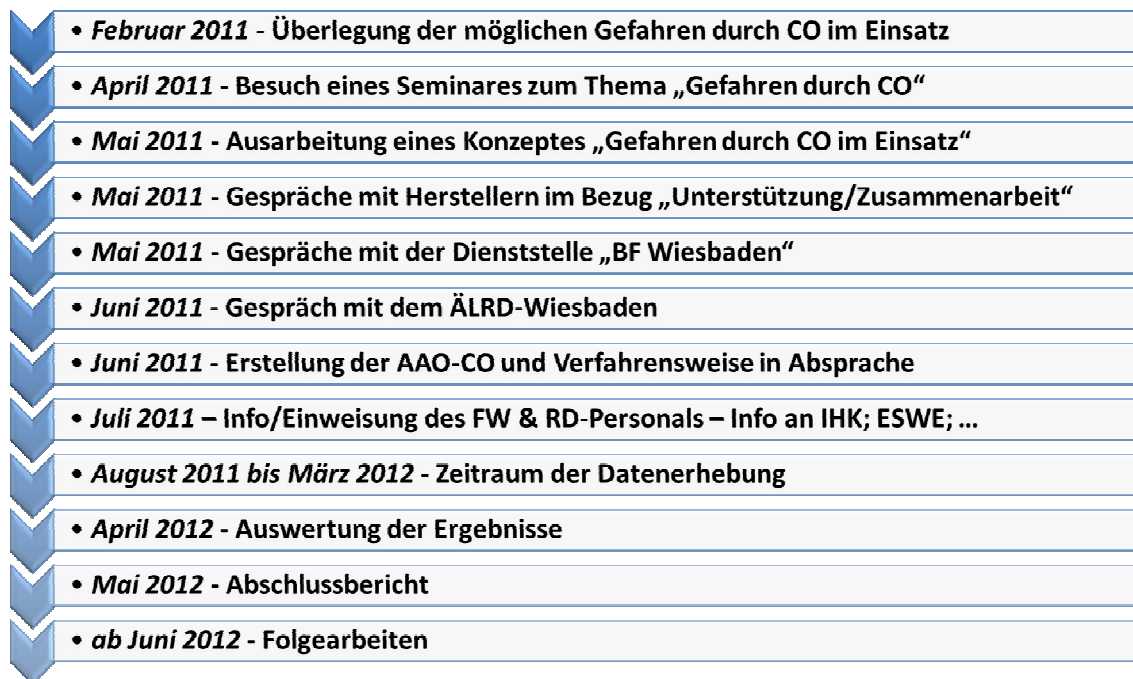 • Februar 2011 - Überlegung der möglichen Gefahren durch CO im Einsatz
• April 2011 - Besuch eines Seminares zum Thema „Gefahren durch CO“
• Mai 2011 - Ausarbeitung eines Konzeptes „Gefahren durch CO im Einsatz“
• Mai 2011 - Gespräche mit Herstellern im Bezug „Unterstützung/Zusammenarbeit“
• Mai 2011 - Gespräche mit der Dienststelle „BF Wiesbaden“
• Juni 2011 - Gespräch mit dem ÄLRD-Wiesbaden
• Juni 2011 - Erstellung der AAO-CO und Verfahrensweise in Absprache
• Juli 2011 – Info/Einweisung des FW & RD-Personals – Info an IHK; ESWE; ...
• August 2011 bis März 2012 - Zeitraum der Datenerhebung
• April 2012 - Auswertung der Ergebnisse
• Mai 2012 - Abschlussbericht
• ab Juni 2012 - Folgearbeiten